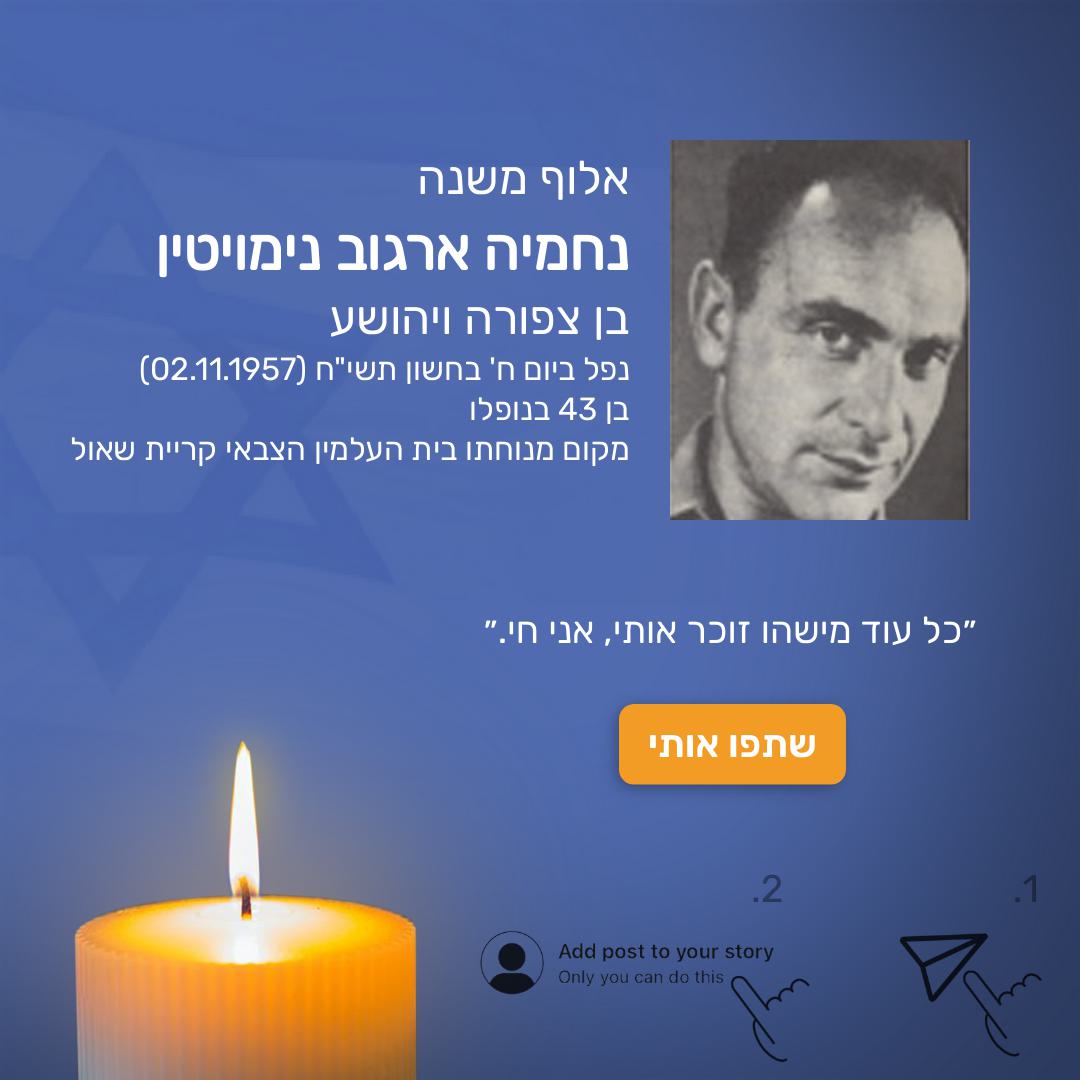 אלוף משנה
נחמיה ארגוב נימויטין
בן צפורה ויהושע
נפל ביום ח' בחשון תשי"ח (02.11.1957)
בן 43 בנופלו
מקום מנוחתו בית העלמין הצבאי קריית שאול
״כל עוד מישהו זוכר אותי, אני חי.״
שתפו אותי
1.
2.
Add post to your story
Only you can do this